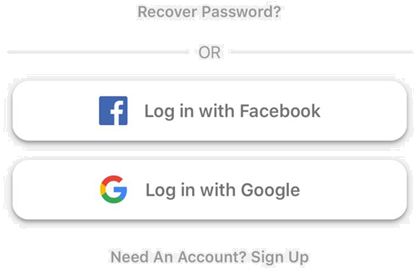 Recover Password?
OR
Log in with Facebook
Log in with Google
Need An Account? Sign Up